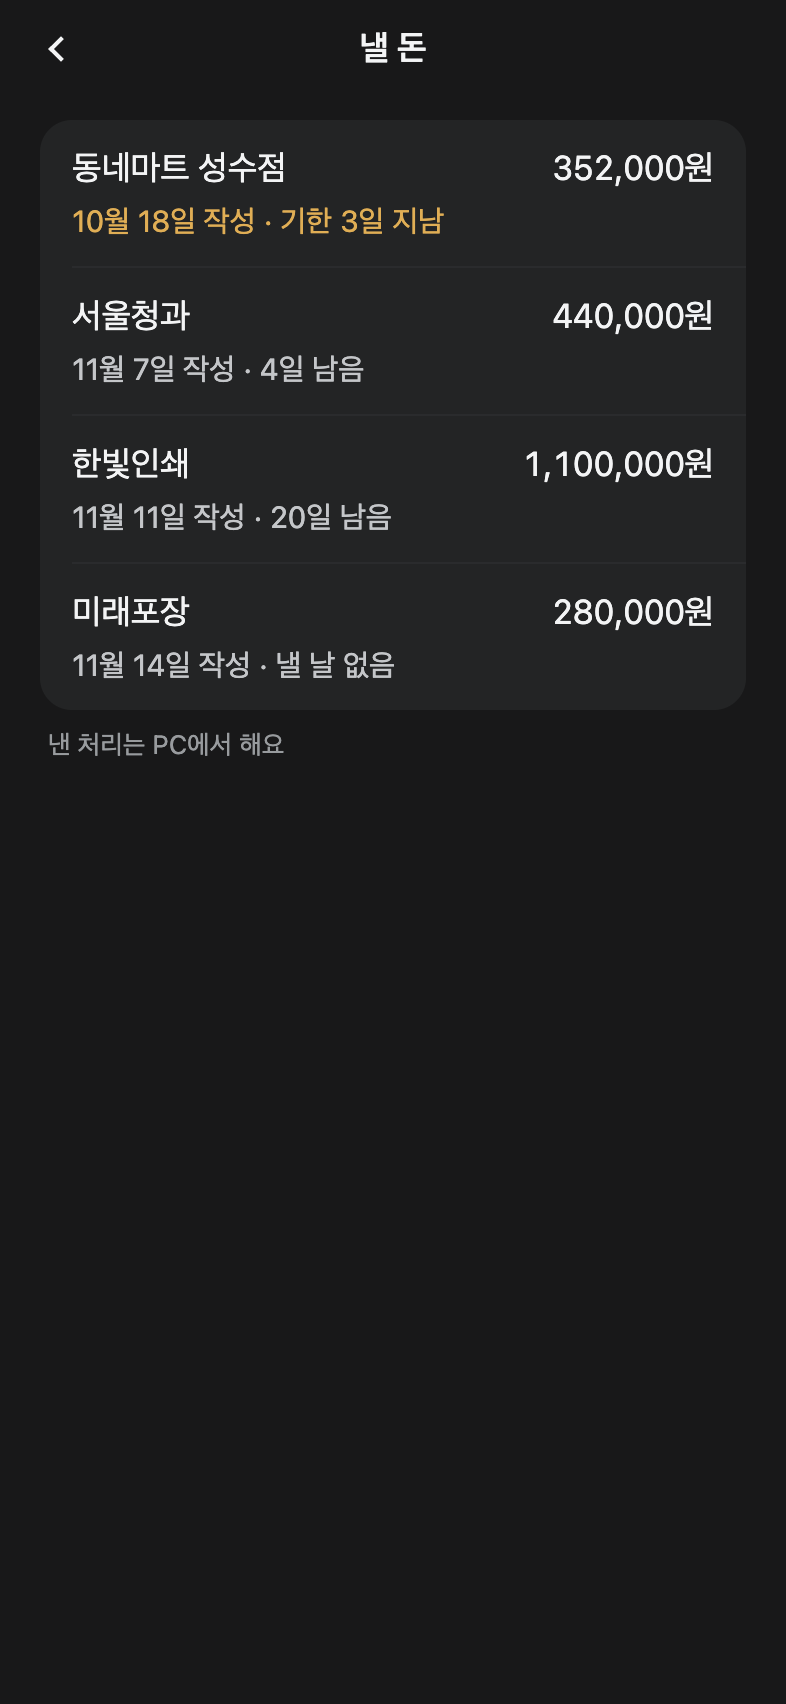 낼 돈
동네마트 성수점 352,000원
10월 18일 작성 · 기한 3일 지남
서울청과 440,000원
11월 7일 작성 · 4일 남음
한빛인쇄 1,100,000원
11월 11일 작성 · 20일 남음
미래포장 280,000원
11월 14일 작성 · 낼 날 없음
낸 처리는 PC에서 해요